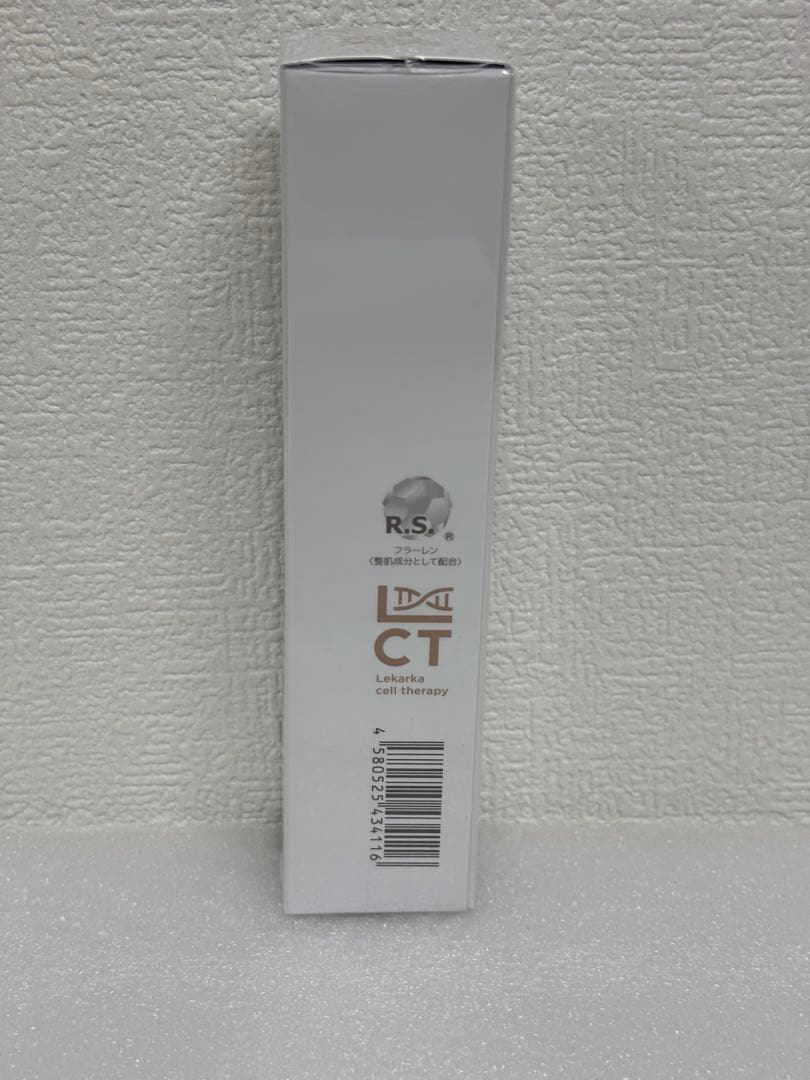 R.S.®
フラーレン
〈整肌成分として配合〉
L
CT
Lekarka
cell therapy
4 580525 434116